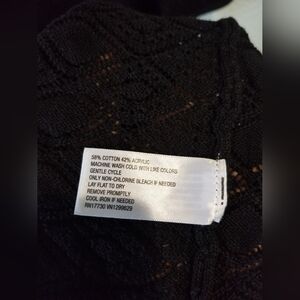 58% COTTON 42% ACRYLIC
MACHINE WASH COLD WITH LIKE COLORS
GENTLE CYCLE
ONLY NON-CHLORINE BLEACH IF NEEDED
LAY FLAT TO DRY
REMOVE PROMPTLY
COOL IRON IF NEEDED
RN17730 VN1299629